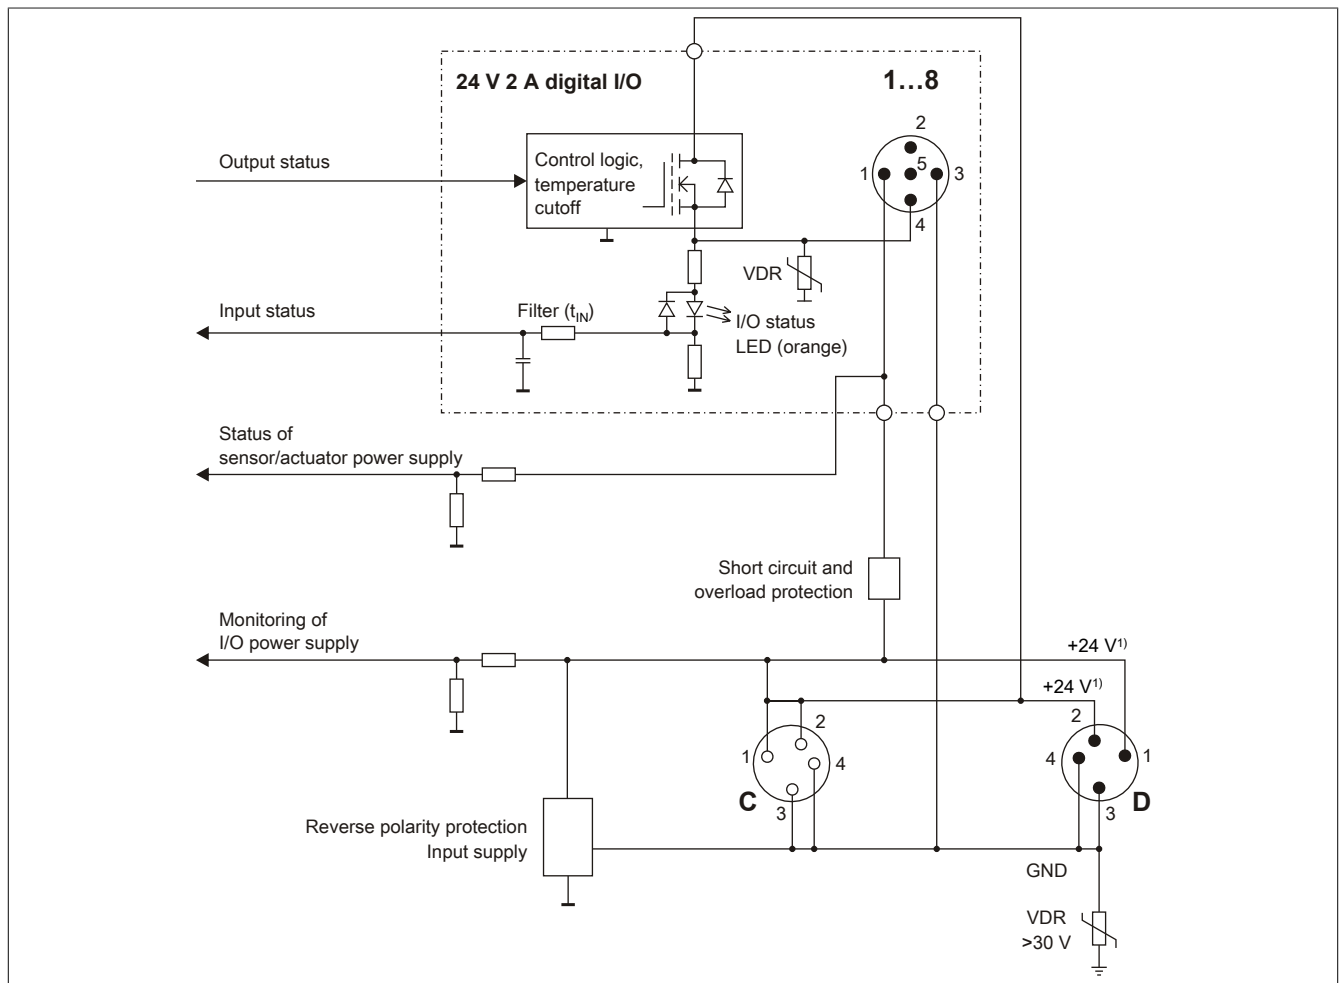 24 V 2 A digital I/O
1…8
2
Output status
Control logic,
temperature
cutoff
1
5
3
4
VDR
Input status
Filter (tIN)
I/O status
LED (orange)
Status of
sensor/actuator power supply
Short circuit and
overload protection
Monitoring of
I/O power supply
+24 V1)
+24 V1)
2
2
1
4
4
1
C
D
3
3
Reverse polarity protection
Input supply
GND
VDR
>30 V